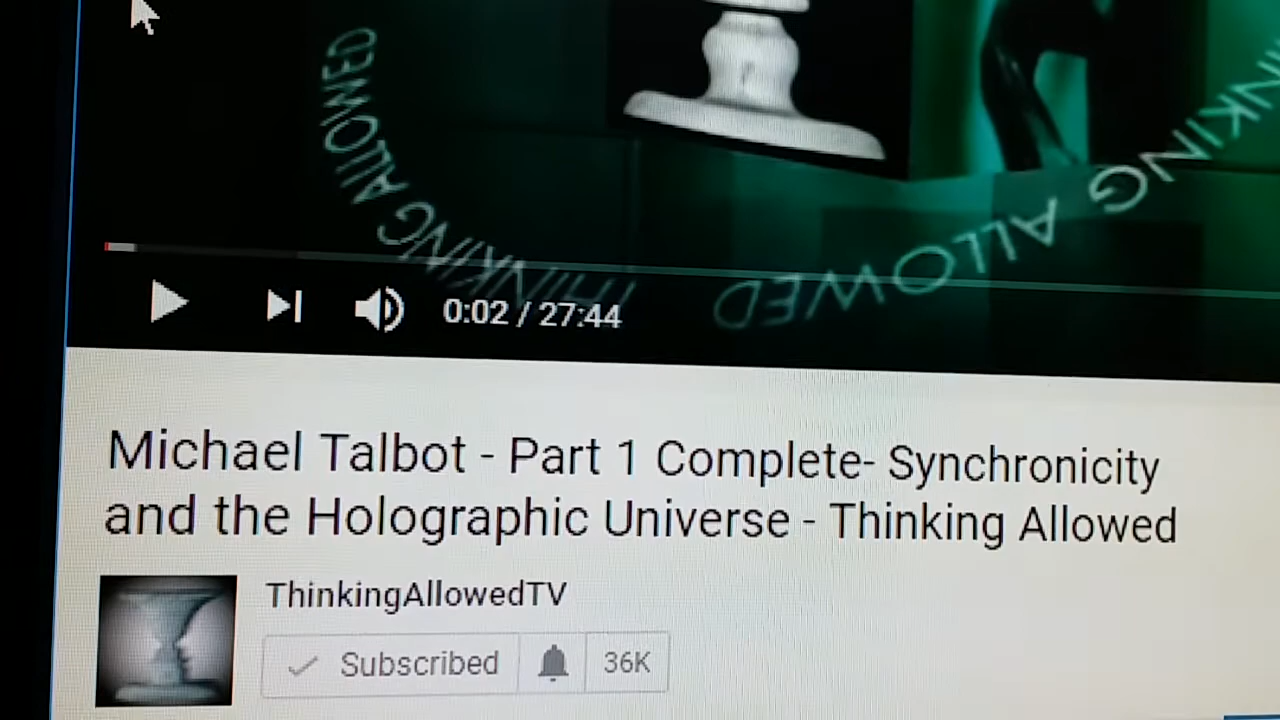 THINKING ALLOWED
THINKING ALLOWED
0:02 / 27:44
Michael Talbot - Part 1 Complete- Synchronicity
and the Holographic Universe - Thinking Allowed
ThinkingAllowedTV
Subscribed 36K